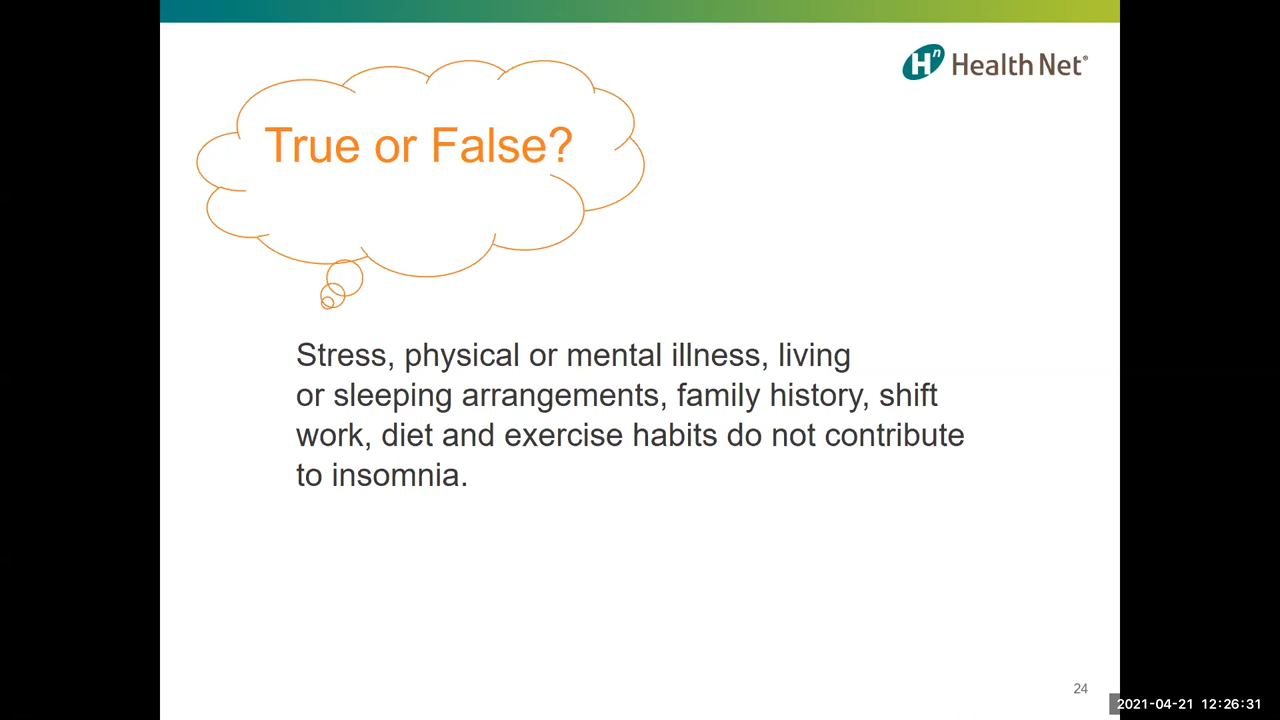 Hn Health Net®
True or False?
Stress, physical or mental illness, living
or sleeping arrangements, family history, shift
work, diet and exercise habits do not contribute
to insomnia.
24
2021-04-21 12:26:31